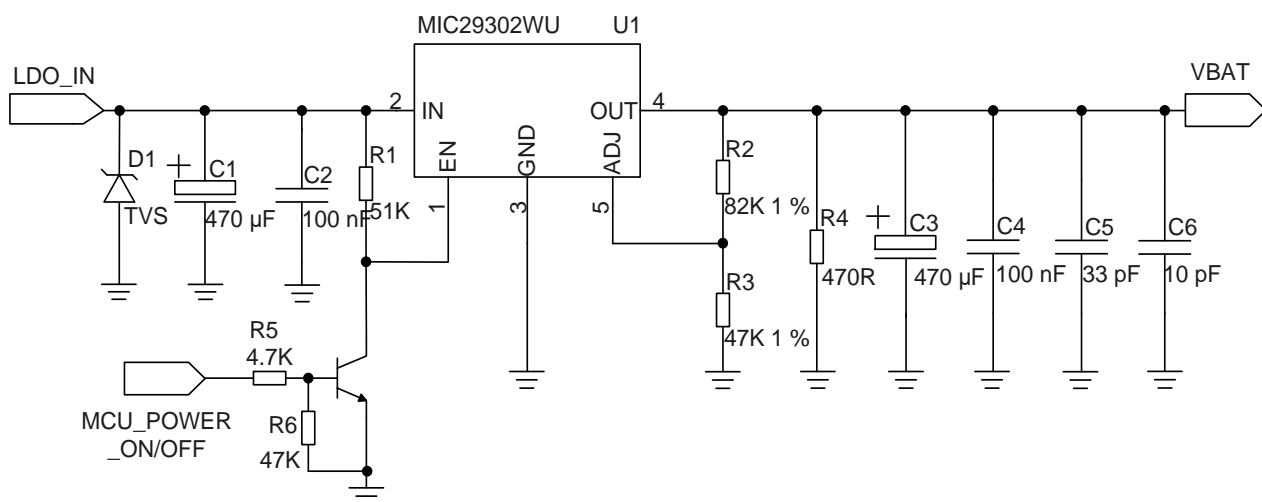 MIC29302WU U1
LDO_IN
VBAT
2 IN
OUT 4
EN
GND
ADJ
1
3
5
D1
TVS
+ C1
470 µF
C2
100 nF
R1
51K
R2
82K 1 %
R3
47K 1 %
R4
470R
+ C3
470 µF
C4
100 nF
C5
33 pF
C6
10 pF
R5
4.7K
MCU_POWER
_ON/OFF
R6
47K